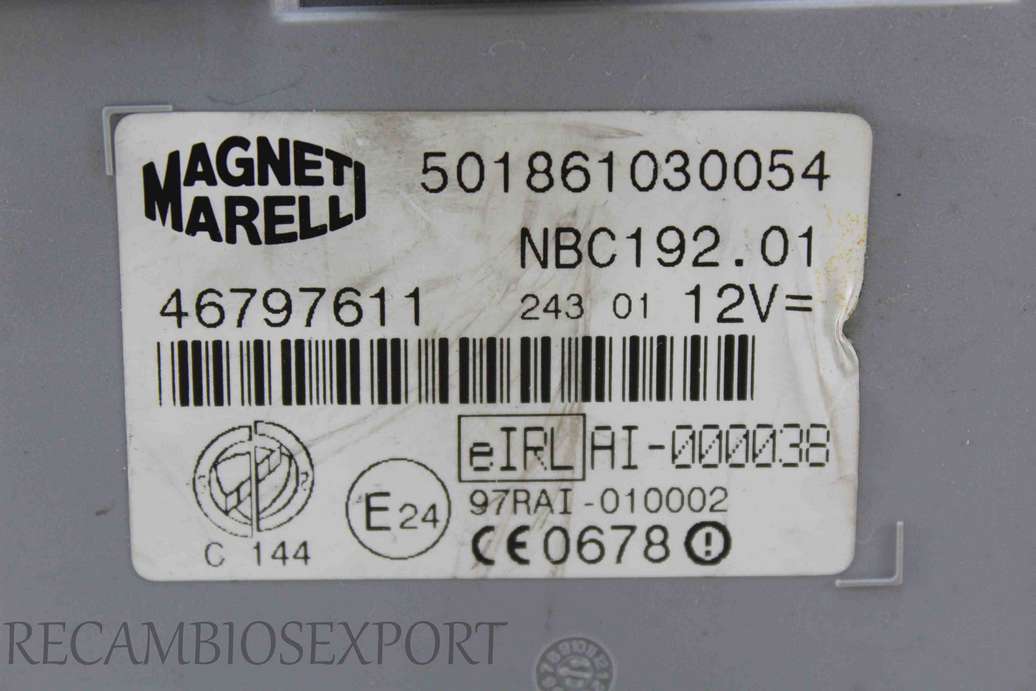 MAGNETI
MARELLI
501861030054
NBC192.01
46797611
243 01 12V=
eIRL AI-000038
97RAI-010002
E24
CE0678
C 144
RECAMBIOSEXPORT